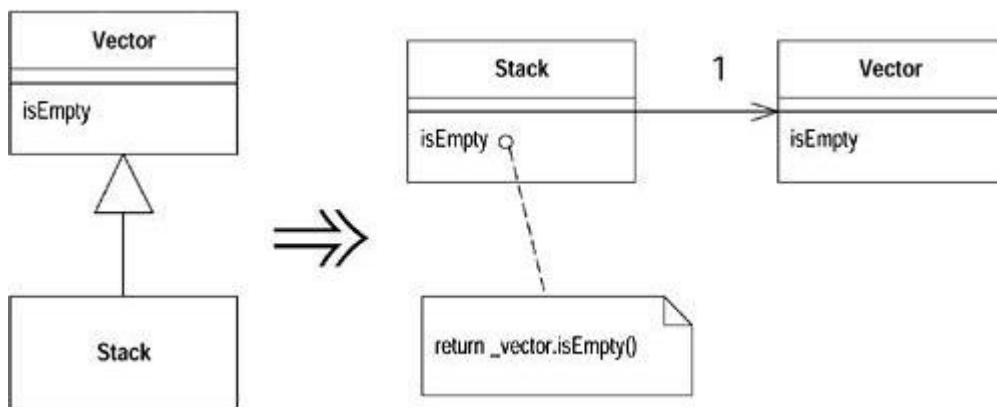 Vector
isEmpty
Stack
Stack
isEmpty
1
Vector
isEmpty
return _vector.isEmpty()